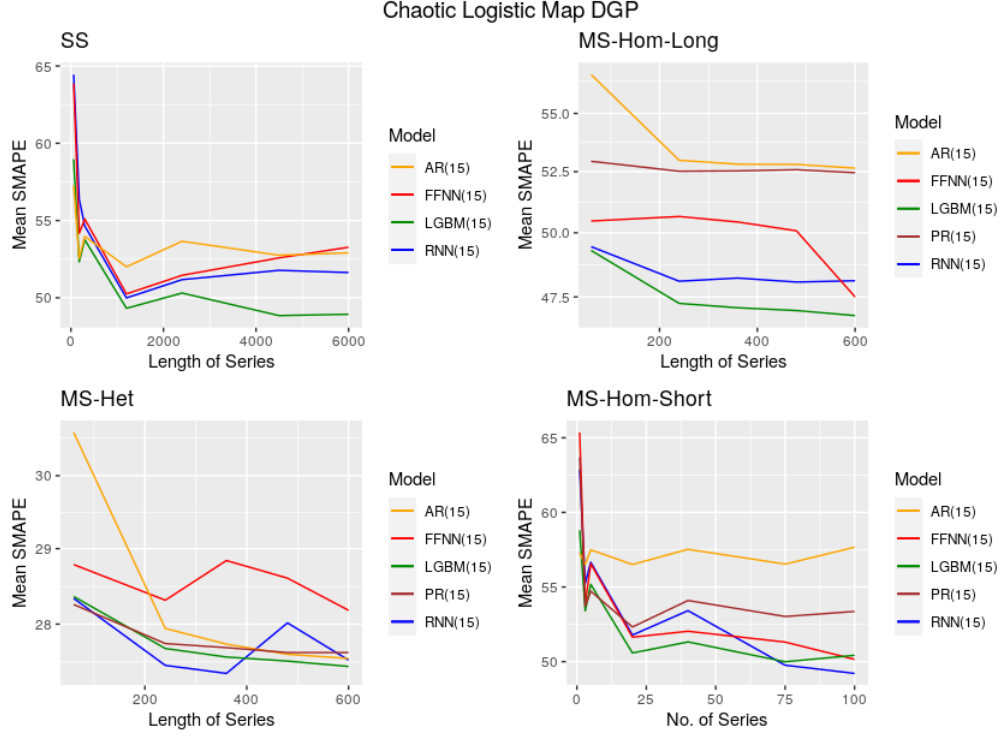 Chaotic Logistic Map DGP
SS
65
60
55
50
Mean SMAPE
0
2000
4000
6000
Length of Series
Model
AR(15)
FFNN(15)
LGBM(15)
RNN(15)
MS-Hom-Long
55.0
52.5
50.0
47.5
Mean SMAPE
200
400
600
Length of Series
Model
AR(15)
FFNN(15)
LGBM(15)
PR(15)
RNN(15)
MS-Het
30
29
28
Mean SMAPE
200
400
600
Length of Series
Model
AR(15)
FFNN(15)
LGBM(15)
PR(15)
RNN(15)
MS-Hom-Short
65
60
55
50
Mean SMAPE
0
25
50
75
100
No. of Series
Model
AR(15)
FFNN(15)
LGBM(15)
PR(15)
RNN(15)